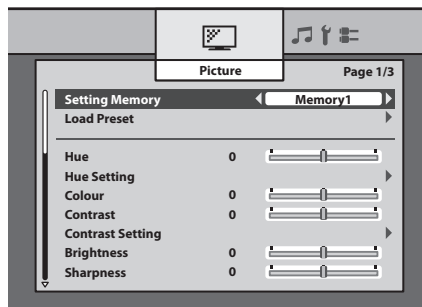 Picture
Page 1/3
Setting Memory Memory1
Load Preset
Hue 0
Hue Setting
Colour 0
Contrast 0
Contrast Setting
Brightness 0
Sharpness 0